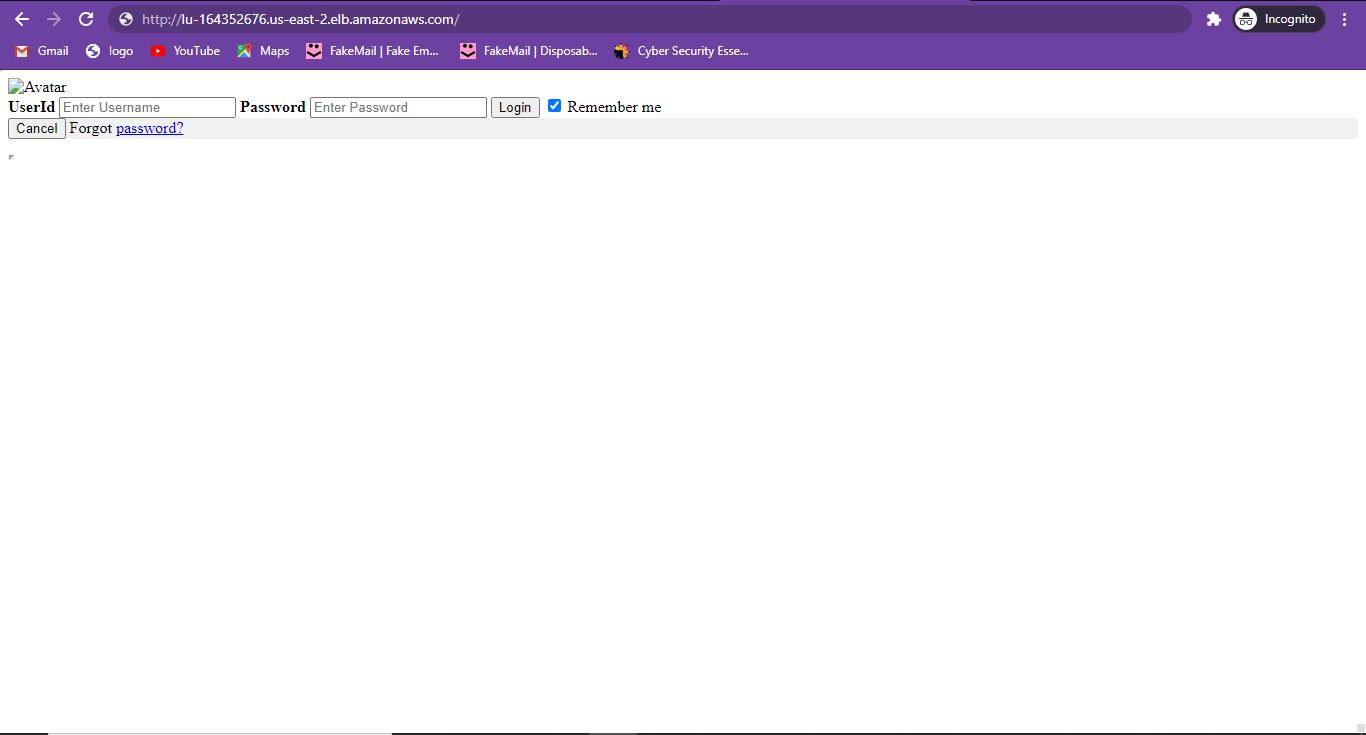 http://lu-164352676.us-east-2.elb.amazonaws.com/ Incognito
Gmail logo YouTube Maps FakeMail | Fake Em... FakeMail | Disposab... Cyber Security Esse...
Avatar
UserId Enter Username Password Enter Password Login Remember me
Cancel Forgot password?